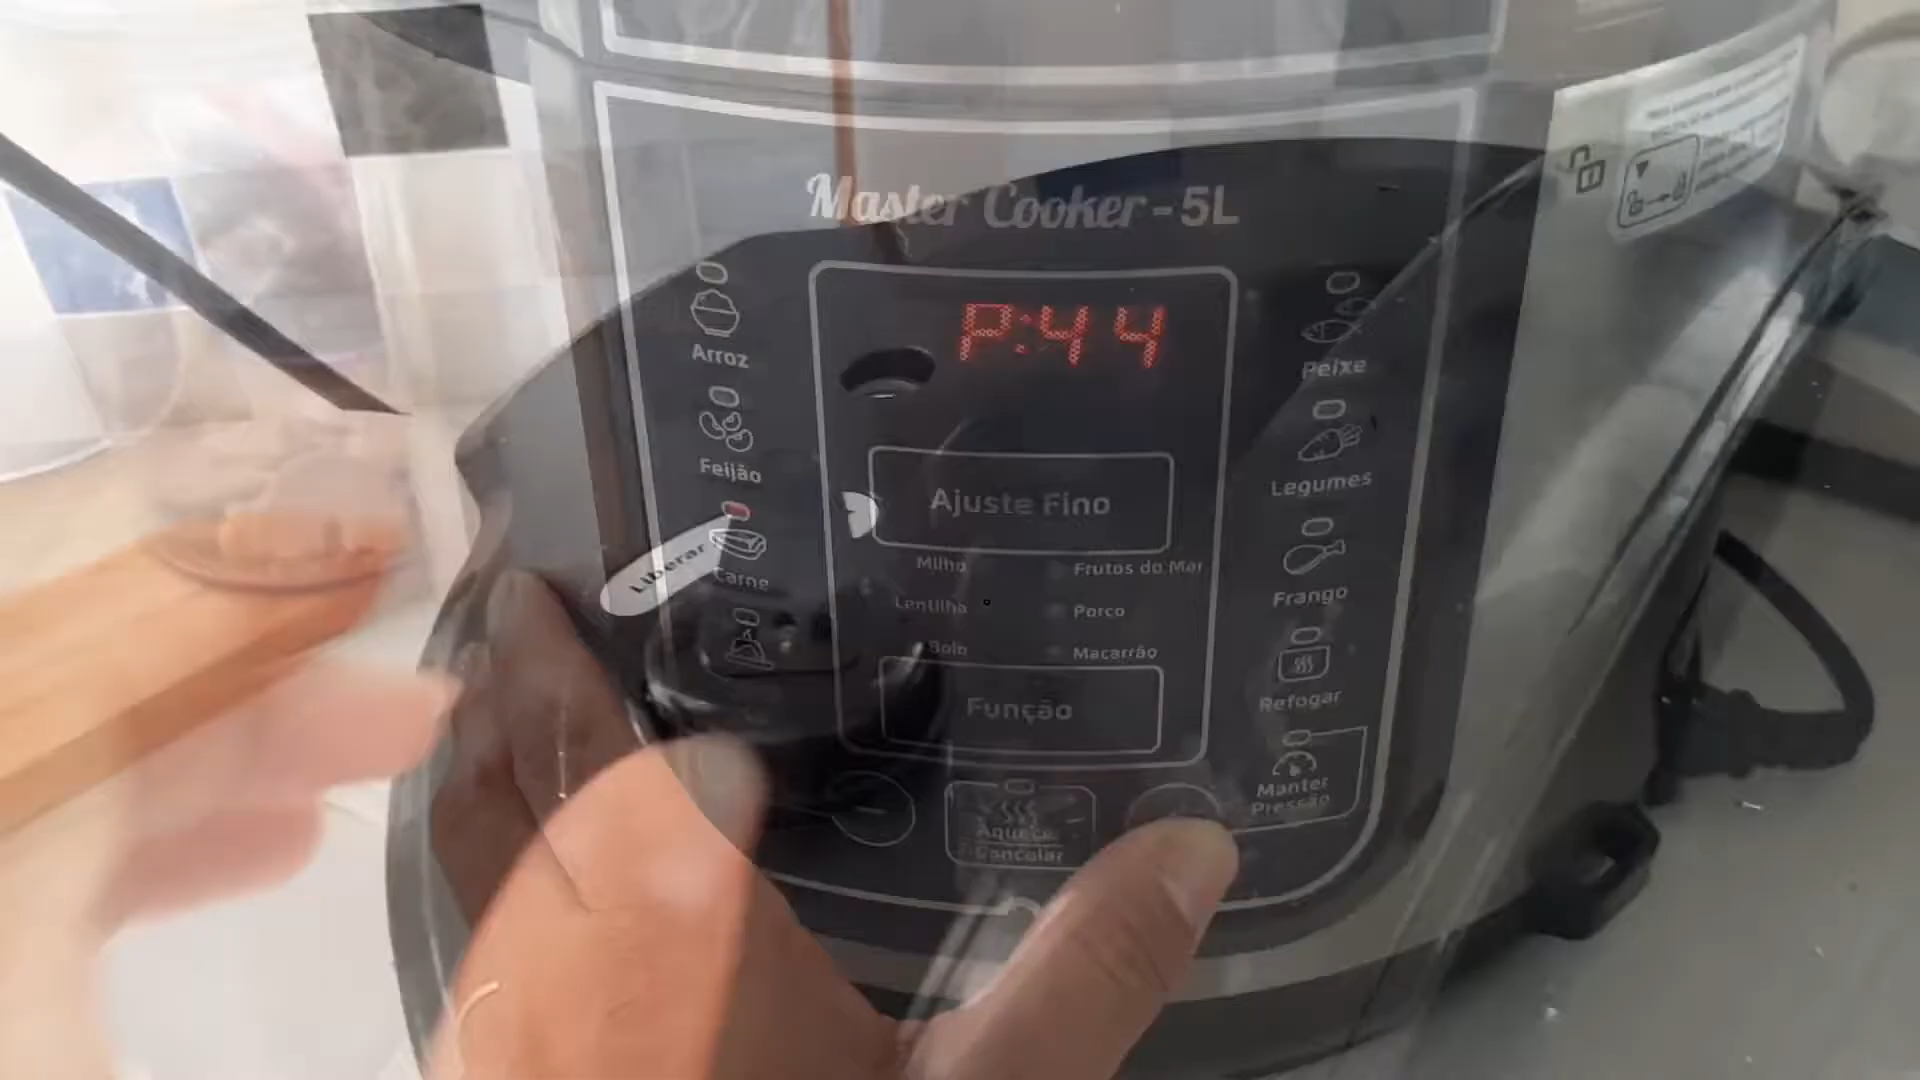 Master Cooker - 5L
P:44
Arroz
Peixe
Feijão
Ajuste Fino
Legumes
Liberar
Carne
Milho
Frutos do Mar
Lentilha
Porco
Frango
Bolo
Macarrão
Função
Refogar
Manter
Pressão
Aquecer
Cancelar